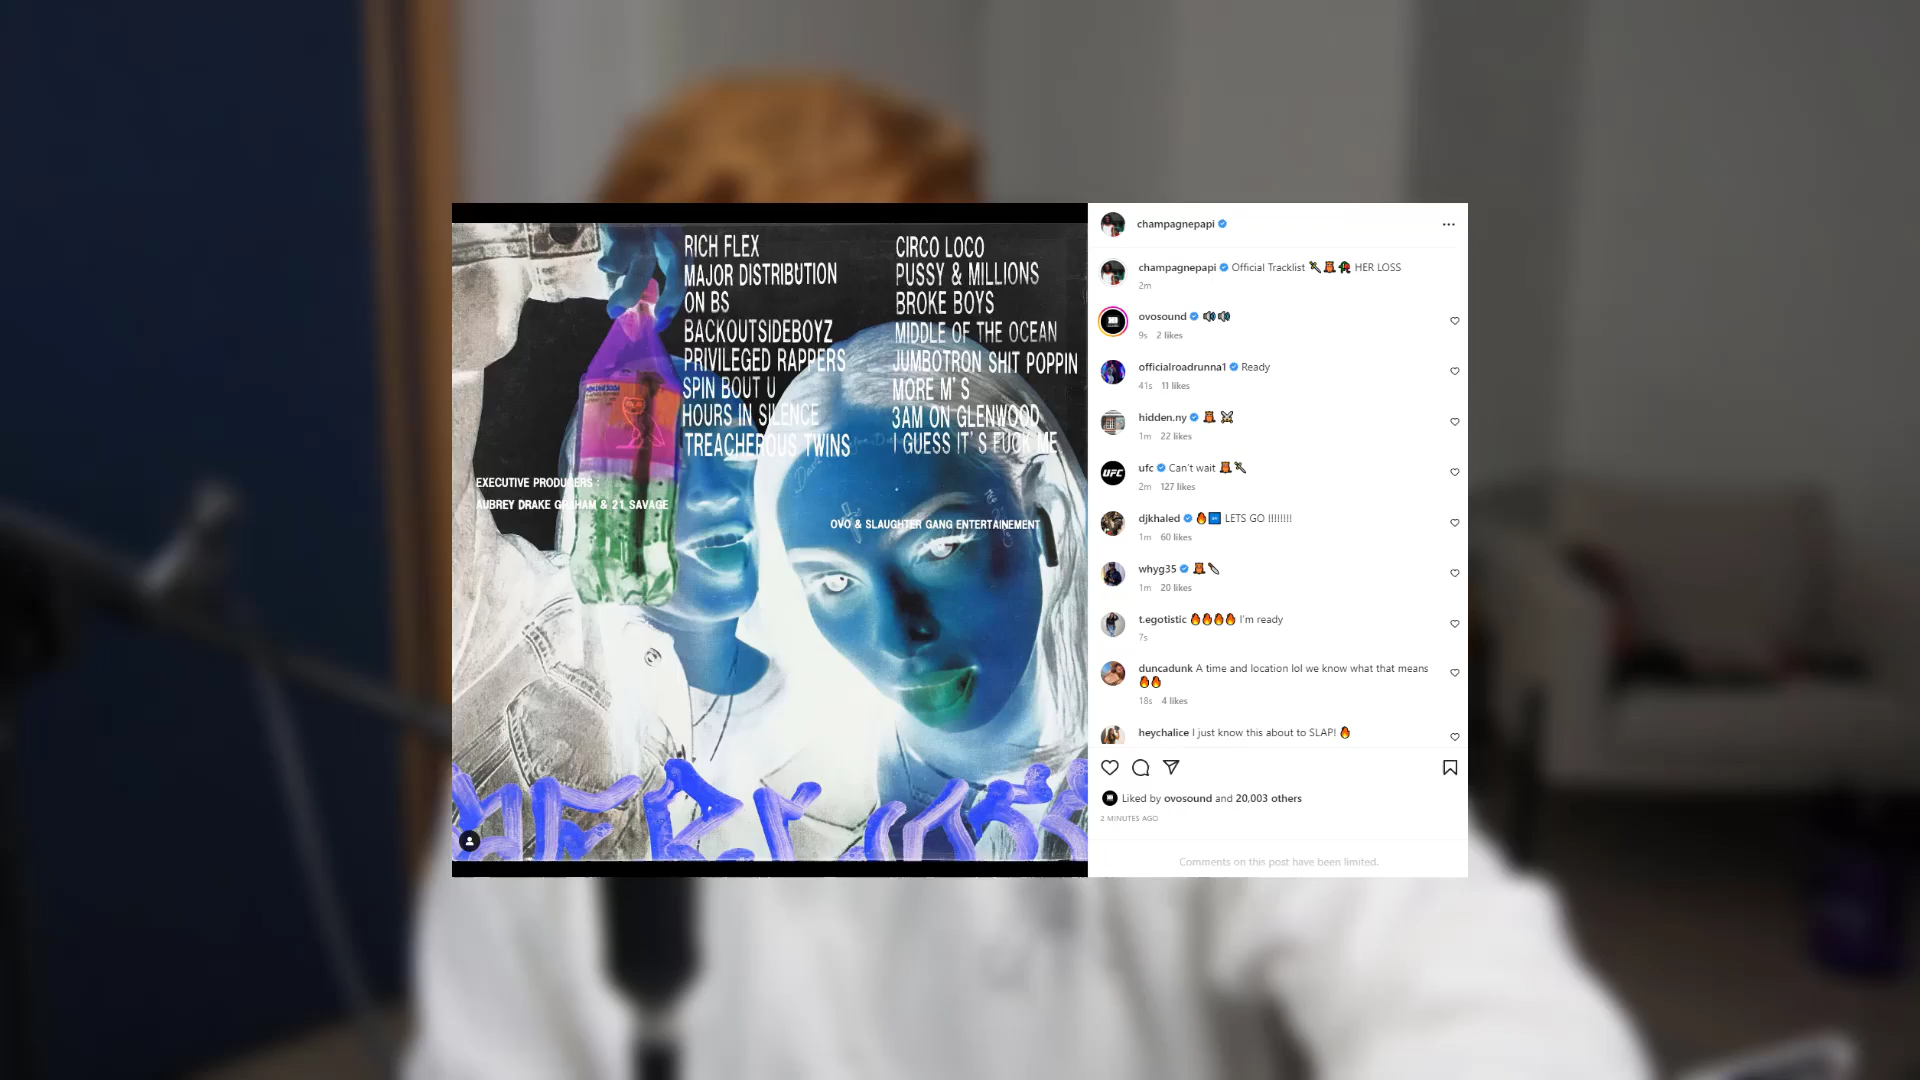 RICH FLEX
MAJOR DISTRIBUTION
ON BS
BACKOUTSIDEBOYZ
PRIVILEGED RAPPERS
SPIN BOUT U
HOURS IN SILENCE
TREACHEROUS TWINS
CIRCO LOCO
PUSSY & MILLIONS
BROKE BOYS
MIDDLE OF THE OCEAN
JUMBOTRON SHIT POPPIN
MORE M'S
3AM ON GLENWOOD
I GUESS IT'S FUCK ME
EXECUTIVE PRODUCERS :
AUBREY DRAKE GRAHAM & 21 SAVAGE
OVO & SLAUGHTER GANG ENTERTAINEMENT
HER LOSS
champagnepapi
champagnepapi Official Tracklist 🗡️🧸🥀 HER LOSS
2m
ovosound 🔊🔊
9s 2 likes
officialroadrunna1 Ready
41s 11 likes
hidden.ny 🧸 ⚔️
1m 22 likes
UFC
ufc Can't wait 🧸🗡️
2m 127 likes
djkhaled 🔥 LETS GO !!!!!!!!
1m 60 likes
whyg35 🧸🔪
1m 20 likes
t.egotistic 🔥🔥🔥🔥 I'm ready
7s
duncadunk A time and location lol we know what that means
🔥🔥
18s 4 likes
heychalice I just know this about to SLAP! 🔥
Liked by ovosound and 20,003 others
2 MINUTES AGO
Comments on this post have been limited.